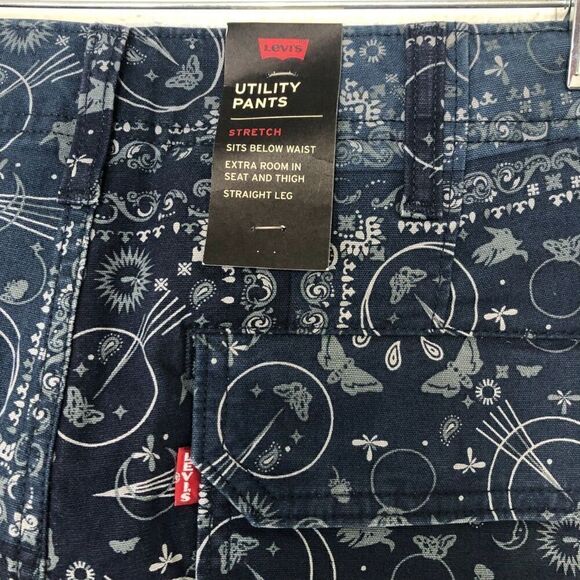 Levi's
UTILITY
PANTS
STRETCH
SITS BELOW WAIST
EXTRA ROOM IN
SEAT AND THIGH
STRAIGHT LEG
LEVI'S